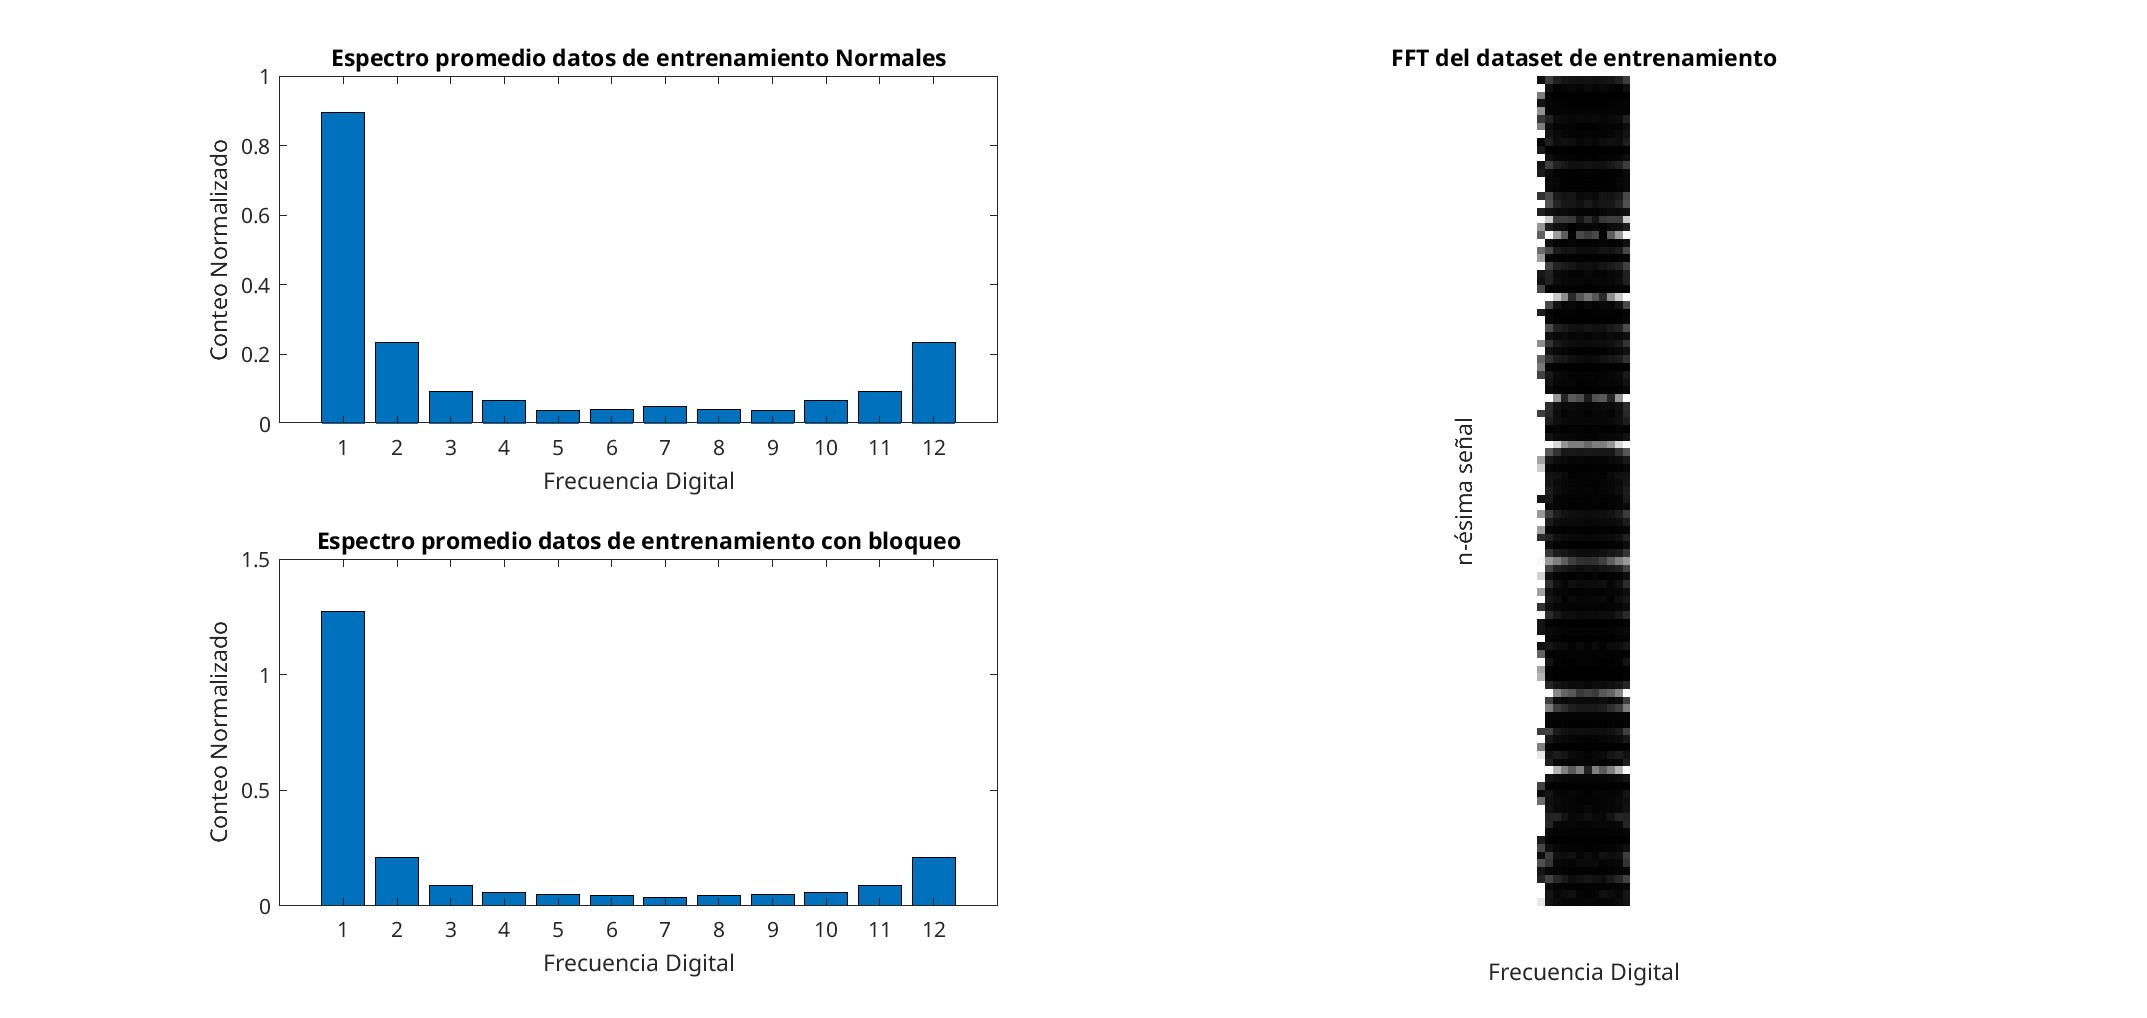 Espectro promedio datos de entrenamiento Normales
1
0.8
0.6
0.4
0.2
0
Conteo Normalizado
1 2 3 4 5 6 7 8 9 10 11 12
Frecuencia Digital
Espectro promedio datos de entrenamiento con bloqueo
1.5
1
0.5
0
Conteo Normalizado
1 2 3 4 5 6 7 8 9 10 11 12
Frecuencia Digital
FFT del dataset de entrenamiento
n-ésima señal
Frecuencia Digital